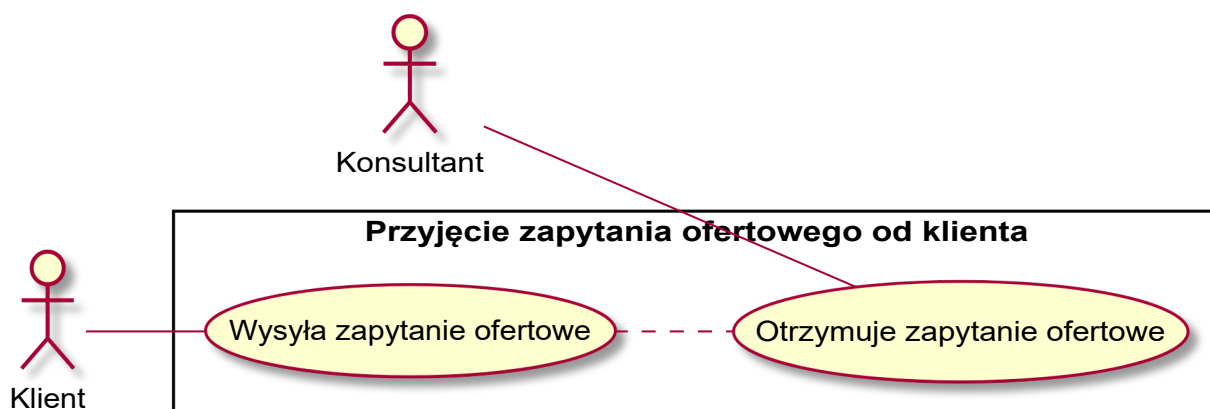 Konsultant
Przyjęcie zapytania ofertowego od klienta
Wysyła zapytanie ofertowe
Otrzymuje zapytanie ofertowe
Klient